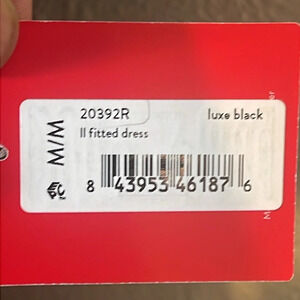 20392R luxe black
ll fitted dress
M/M
8 43953 46187 6